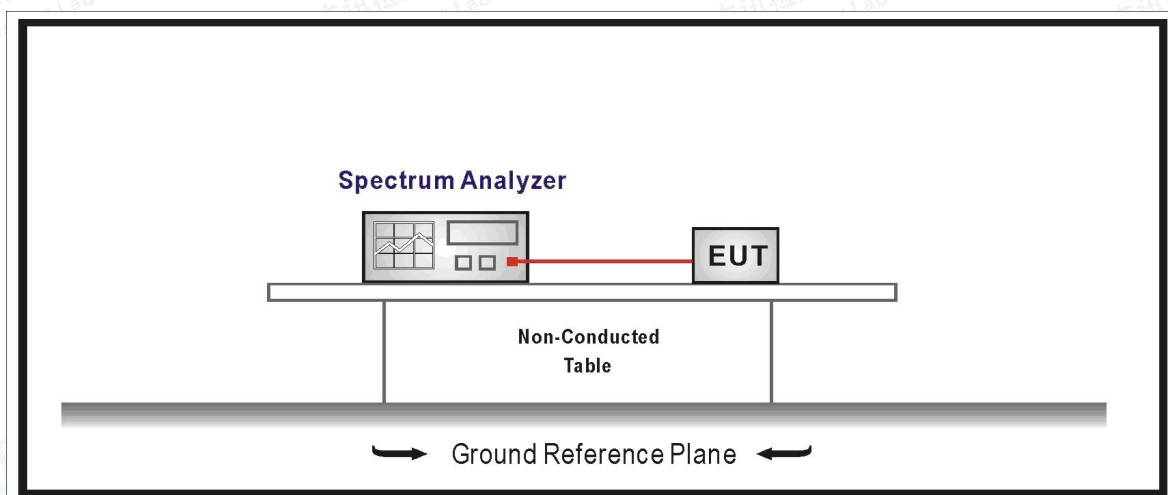 Spectrum Analyzer
EUT
Non-Conducted
Table
Ground Reference Plane